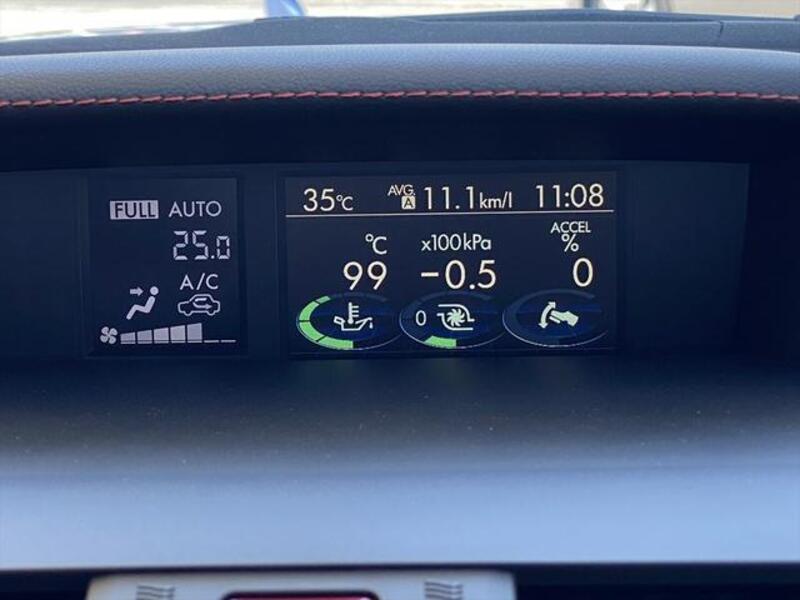 FULL AUTO
25.0
A/C
35°C AVG. A 11.1km/l 11:08
°C x100kPa ACCEL %
99 -0.5 0
0